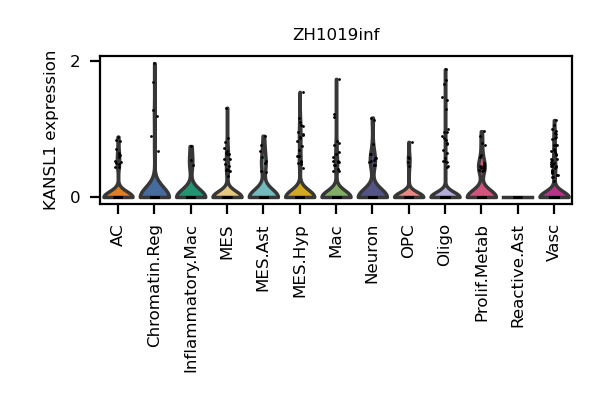 ZH1019inf
KANSL1 expression
2
0
AC
Chromatin.Reg
Inflammatory.Mac
MES
MES.Ast
MES.Hyp
Mac
Neuron
OPC
Oligo
Prolif.Metab
Reactive.Ast
Vasc